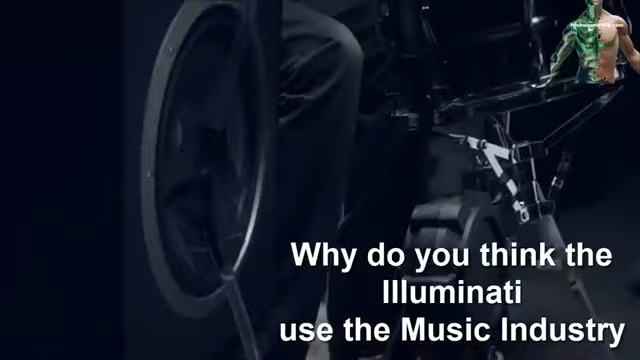 Why do you think the
Illuminati
use the Music Industry